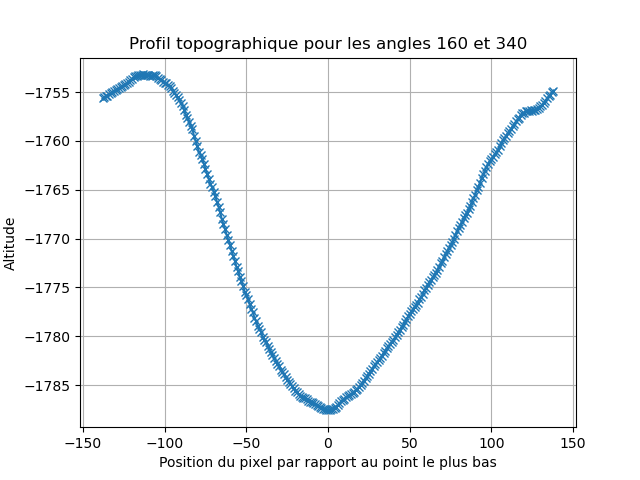 Profil topographique pour les angles 160 et 340
−1755
−1760
−1765
−1770
−1775
−1780
−1785
Altitude
−150 −100 −50 0 50 100 150
Position du pixel par rapport au point le plus bas